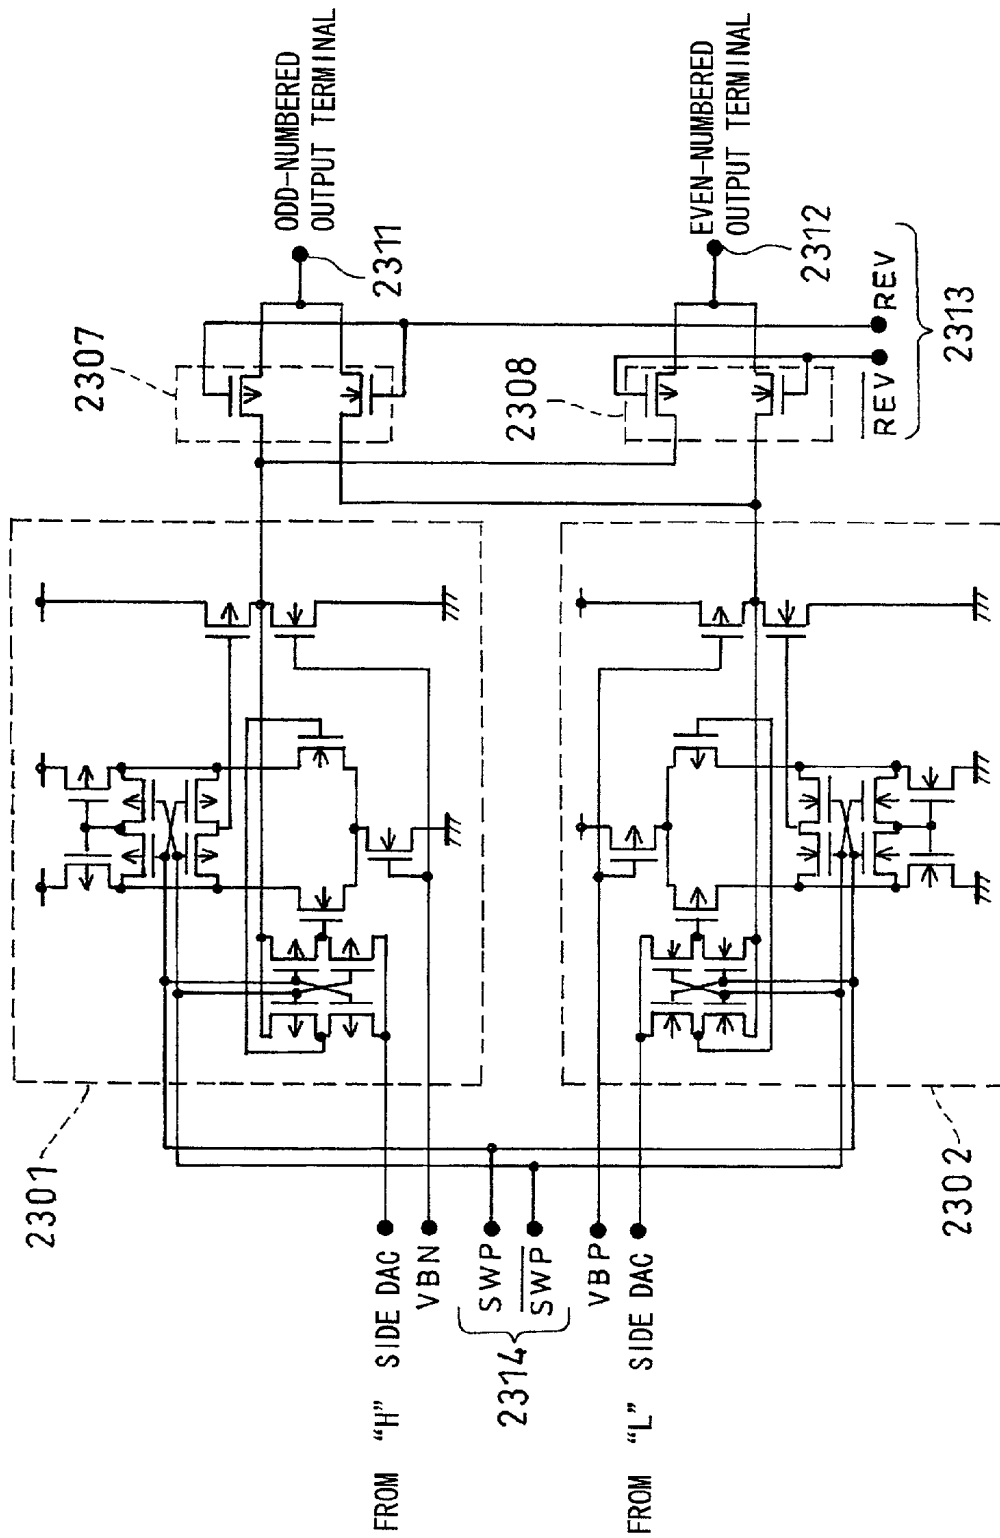 2301
FROM "H" SIDE DAC
VBN
2314
SWP
SWP
VBP
FROM "L" SIDE DAC
2302
2307
ODD-NUMBERED
OUTPUT TERMINAL
2311
2308
EVEN-NUMBERED
OUTPUT TERMINAL
2312
REV
REV
2313